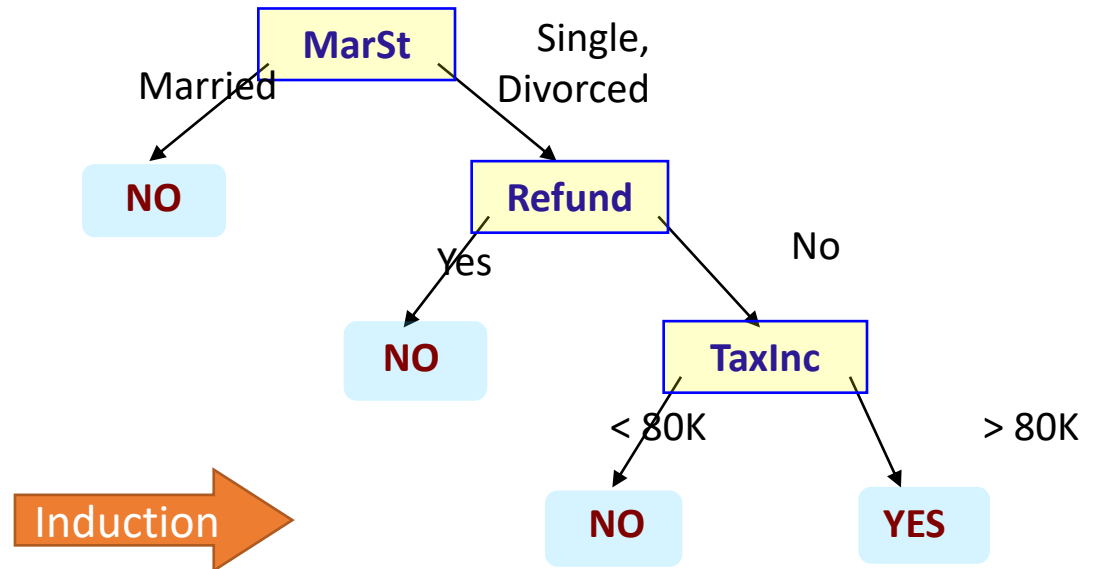 MarSt
Single,
Married
Divorced
NO
Refund
Yes
No
NO
TaxInc
< 80K
> 80K
Induction
NO
YES